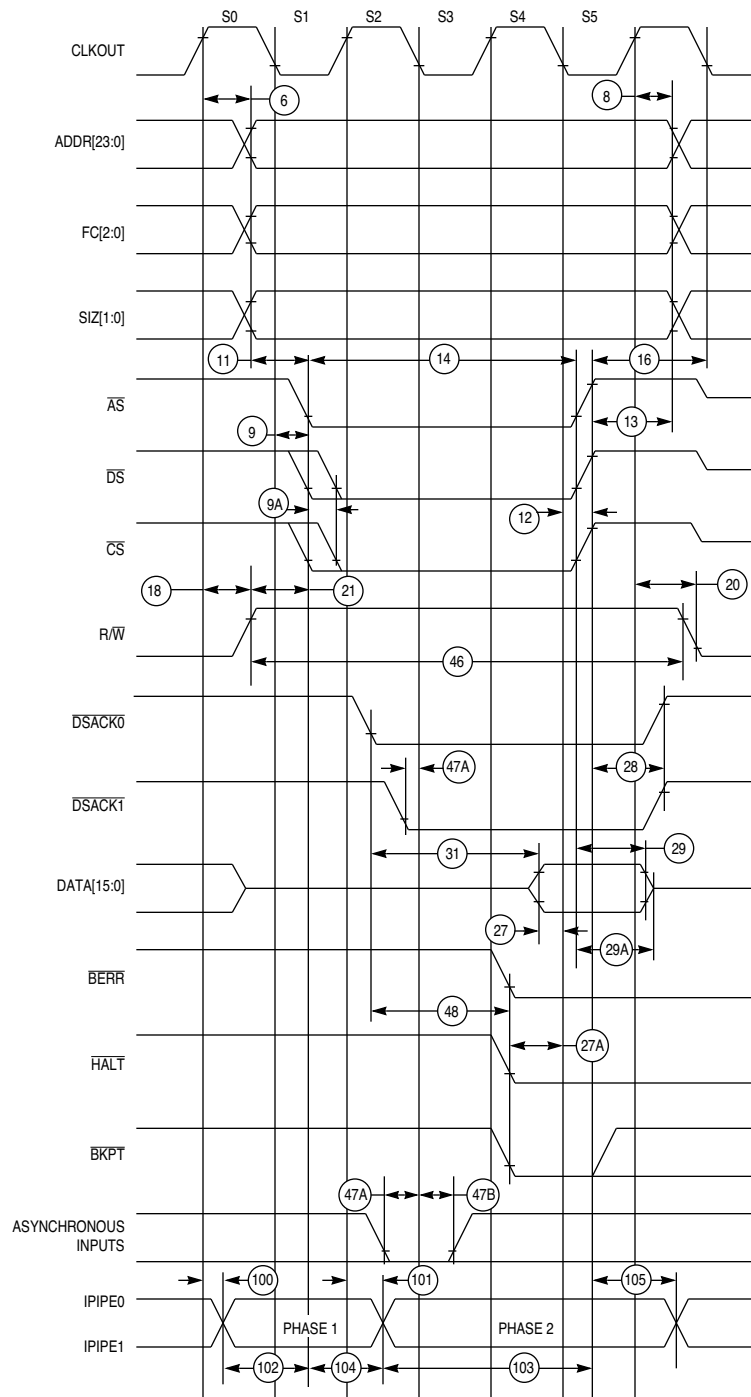 S0 S1 S2 S3 S4 S5
CLKOUT
6 8
ADDR[23:0]
FC[2:0]
SIZ[1:0]
11 14 16
AS
13
9
DS
9A 12
CS
18 21 20
R/W
46
DSACK0
47A 28
DSACK1
31 29
DATA[15:0]
27 29A
BERR
48
27A
HALT
BKPT
47A 47B
ASYNCHRONOUS
INPUTS
100 101 105
IPIPE0
PHASE 1 PHASE 2
IPIPE1
102 104 103